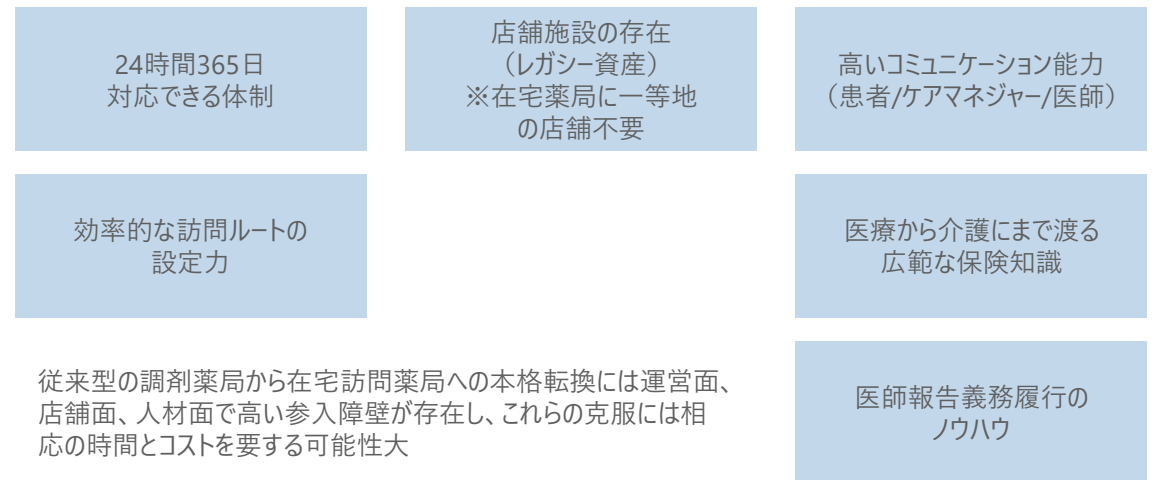 24時間365日
対応できる体制
店舗施設の存在
（レガシー資産）
※在宅薬局に一等地
の店舗不要
高いコミュニケーション能力
（患者/ケアマネジャー/医師）
効率的な訪問ルートの
設定力
医療から介護にまで渡る
広範な保険知識
従来型の調剤薬局から在宅訪問薬局への本格転換には運営面、
店舗面、人材面で高い参入障壁が存在し、これらの克服には相
応の時間とコストを要する可能性大
医師報告義務履行の
ノウハウ